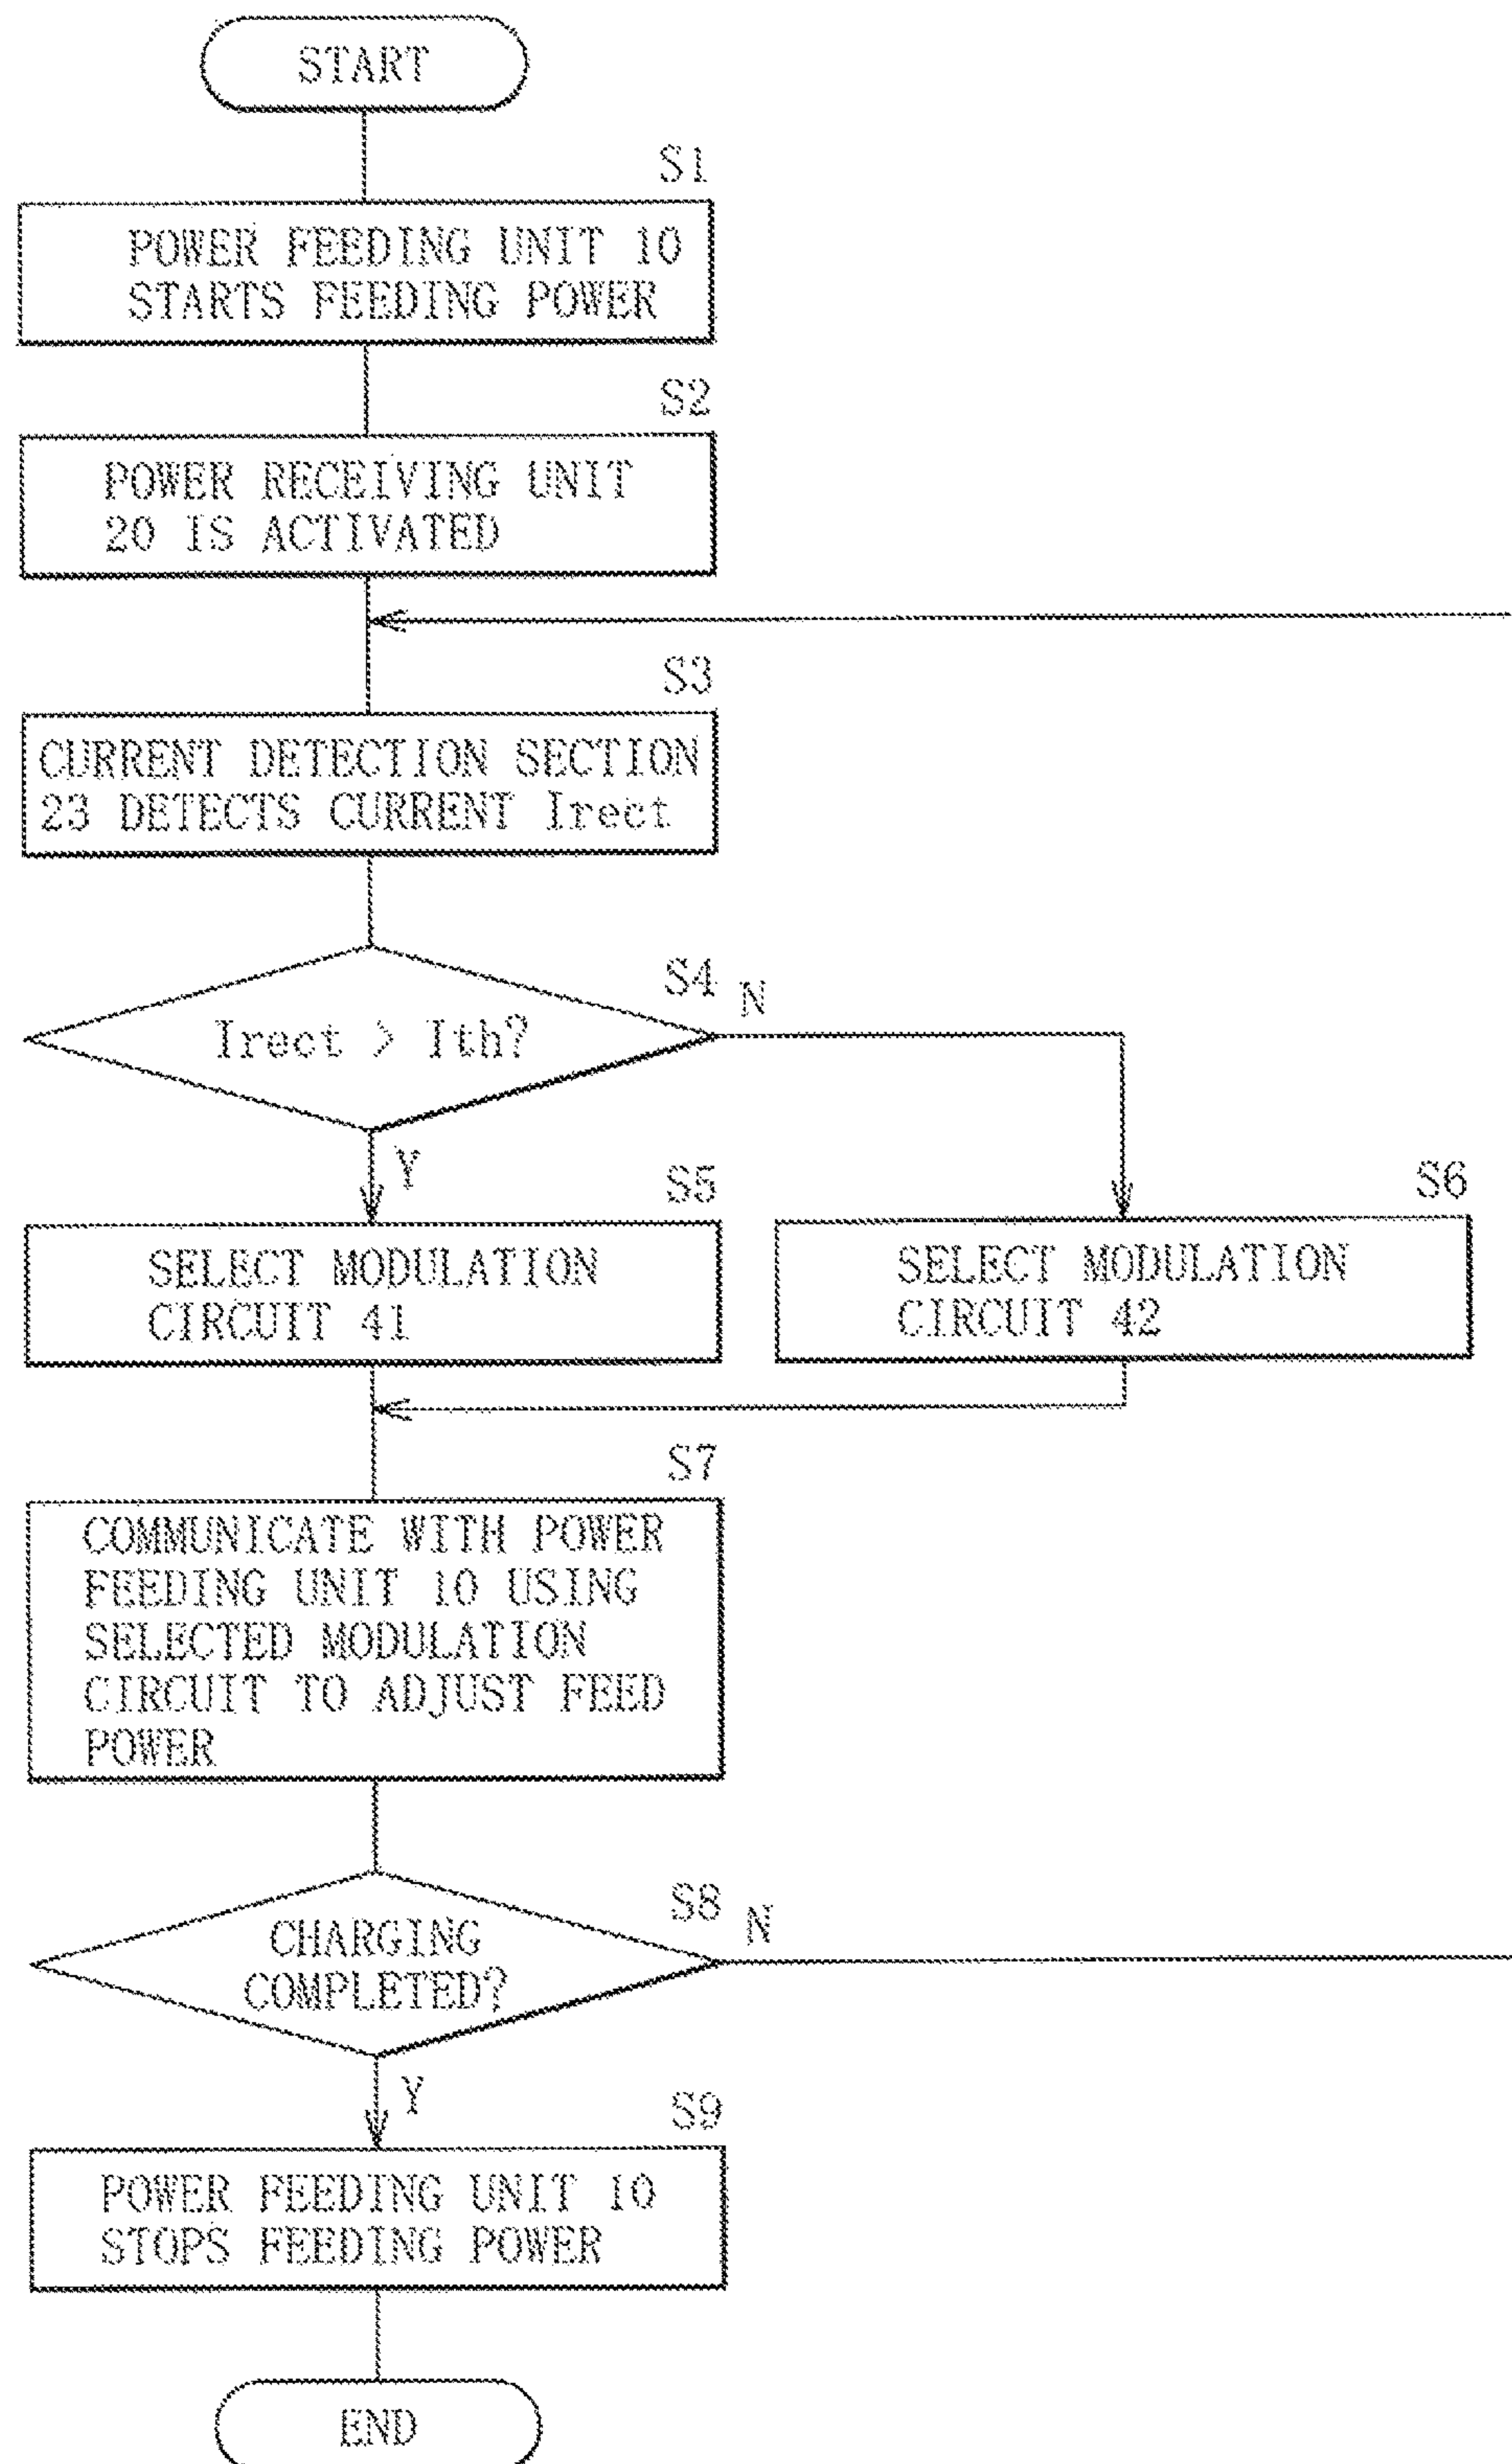 START
S1
POWER FEEDING UNIT 10
STARTS FEEDING POWER
S2
POWER RECEIVING UNIT
20 IS ACTIVATED
S3
CURRENT DETECTION SECTION
23 DETECTS CURRENT Irect
S4
N
Irect > Ith?
Y
S5
SELECT MODULATION
CIRCUIT 41
S6
SELECT MODULATION
CIRCUIT 42
S7
COMMUNICATE WITH POWER
FEEDING UNIT 10 USING
SELECTED MODULATION
CIRCUIT TO ADJUST FEED
POWER
S8
N
CHARGING
COMPLETED?
Y
S9
POWER FEEDING UNIT 10
STOPS FEEDING POWER
END